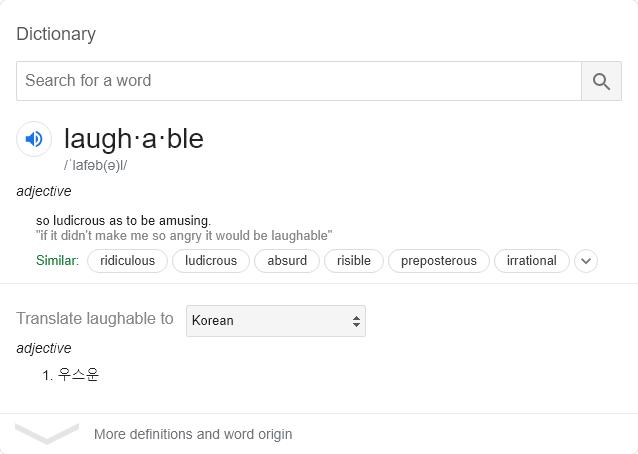 Dictionary
Search for a word
laugh·a·ble
/ˈlafəb(ə)l/
adjective
so ludicrous as to be amusing.
"if it didn't make me so angry it would be laughable"
Similar: ridiculous ludicrous absurd risible preposterous irrational
Translate laughable to Korean
adjective
1. 우스운
More definitions and word origin